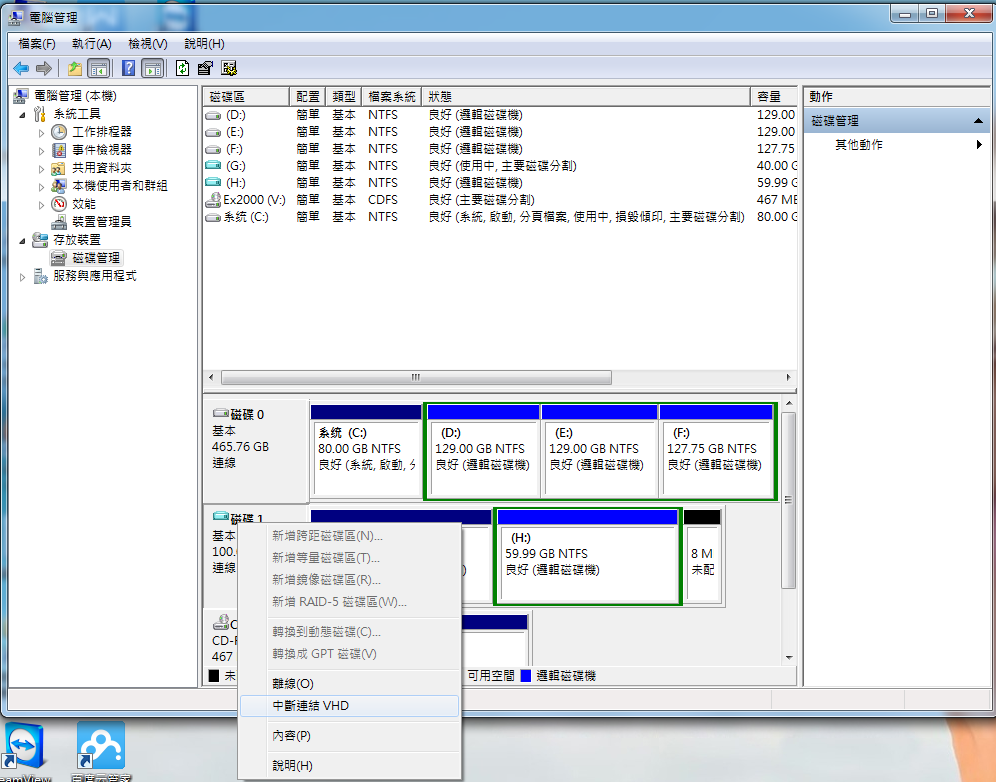 電腦管理
檔案(F) 執行(A) 檢視(V) 說明(H)
電腦管理 (本機)
系統工具
工作排程器
事件檢視器
共用資料夾
本機使用者和群組
效能
裝置管理員
存放裝置
磁碟管理
服務與應用程式
磁碟區 配置 類型 檔案系統 狀態 容量
(D:) 簡單 基本 NTFS 良好 (邏輯磁碟機) 129.00
(E:) 簡單 基本 NTFS 良好 (邏輯磁碟機) 129.00
(F:) 簡單 基本 NTFS 良好 (邏輯磁碟機) 127.75
(G:) 簡單 基本 NTFS 良好 (使用中, 主要磁碟分割) 40.00 G
(H:) 簡單 基本 NTFS 良好 (邏輯磁碟機) 59.99 G
Ex2000 (V:) 簡單 基本 CDFS 良好 (主要磁碟分割) 467 ME
系统 (C:) 簡單 基本 NTFS 良好 (系統, 啟動, 分頁檔案, 使用中, 損毀傾印, 主要磁碟分割) 80.00 G
動作
磁碟管理
其他動作
磁碟 0
基本
465.76 GB
連線
系统 (C:)
80.00 GB NTFS
良好 (系統, 啟動, 分
(D:)
129.00 GB NTFS
良好 (邏輯磁碟機)
(E:)
129.00 GB NTFS
良好 (邏輯磁碟機)
(F:)
127.75 GB NTFS
良好 (邏輯磁碟機)
磁碟 1
基本
100.0
連線
)
(H:)
59.99 GB NTFS
良好 (邏輯磁碟機)
8 M
未配
CD-
467
未
可用空間 邏輯磁碟機
新增跨距磁碟區(N)...
新增等量磁碟區(T)...
新增鏡像磁碟區(R)...
新增 RAID-5 磁碟區(W)...
轉換到動態磁碟(C)...
轉換成 GPT 磁碟(V)
離線(O)
中斷連結 VHD
內容(P)
說明(H)